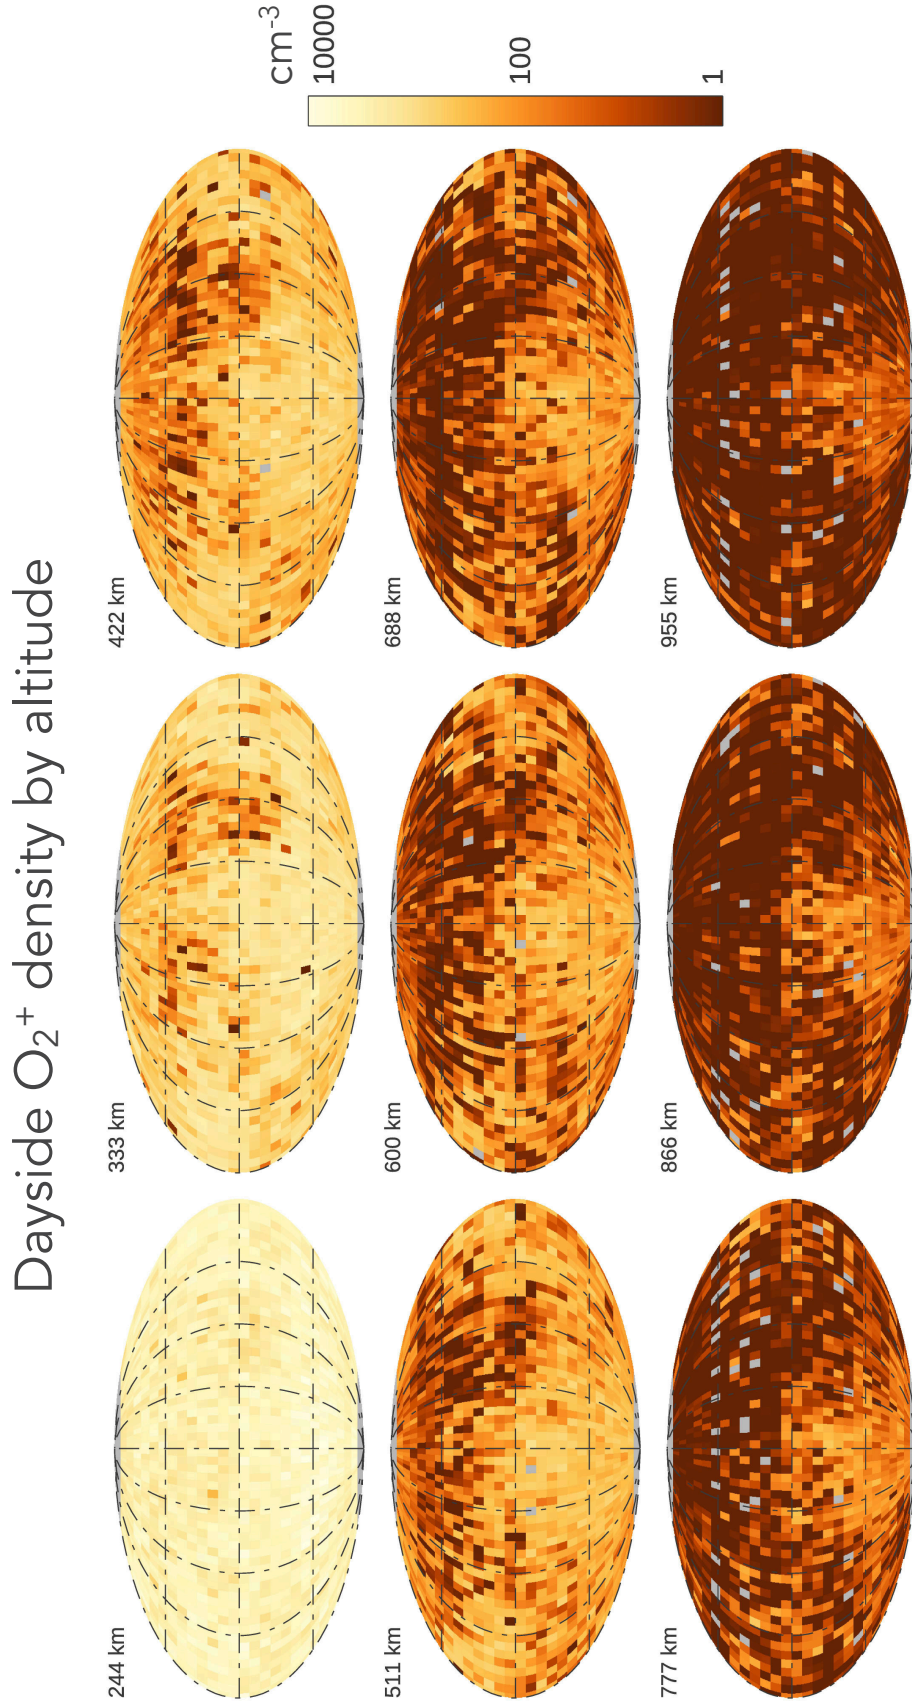 Dayside O₂⁺ density by altitude
244 km
333 km
422 km
cm⁻³
10000
100
1
511 km
600 km
688 km
777 km
866 km
955 km